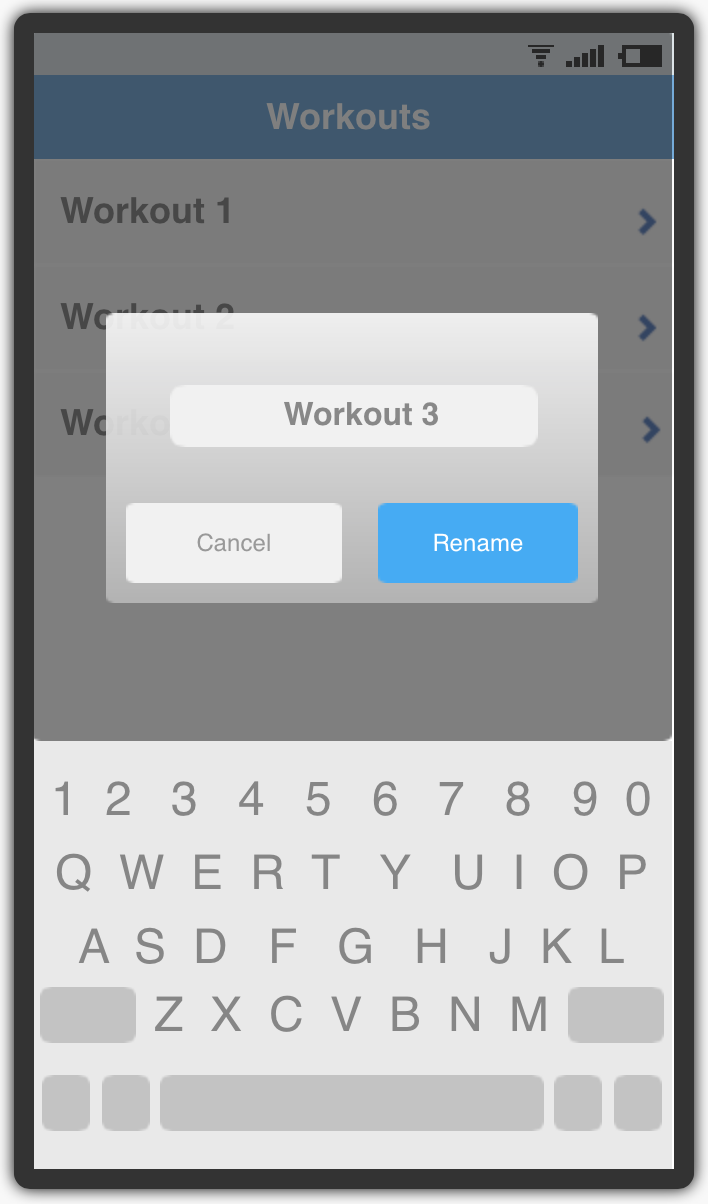 Workouts
Workout 1
Workout 2
Wo
Workout 3
Cancel Rename
1 2 3 4 5 6 7 8 9 0
Q W E R T Y U I O P
A S D F G H J K L
Z X C V B N M